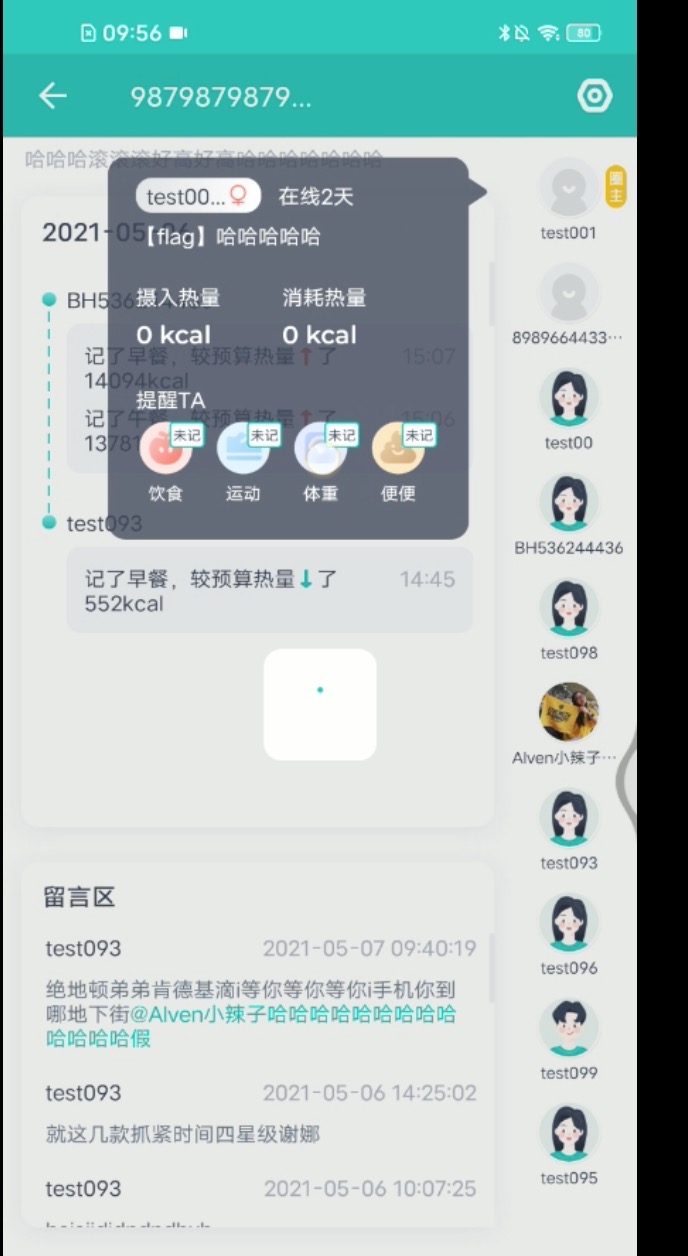 09:56
80
9879879879...
哈哈哈滚滚滚好高好高哈哈哈哈哈哈哈
圈主
test001
8989664433…
test00
BH536244436
test098
Alven小辣子…
test093
test096
test099
test095
test00...
在线2天
【flag】哈哈哈哈哈
摄入热量
消耗热量
0 kcal
0 kcal
提醒TA
未记
未记
未记
未记
饮食
运动
体重
便便
2021-05-06
BH536244
记了早餐，较预算热量↑了
15:07
14094kcal
记了午餐，较预算热量↑了
15:06
1378
test093
记了早餐，较预算热量↓了
14:45
552kcal
留言区
test093
2021-05-07 09:40:19
绝地顿弟弟肯德基滴i等你等你等你i手机你到
哪地下街@Alven小辣子哈哈哈哈哈哈哈哈哈
哈哈哈哈假
test093
2021-05-06 14:25:02
就这几款抓紧时间四星级谢娜
test093
2021-05-06 10:07:25